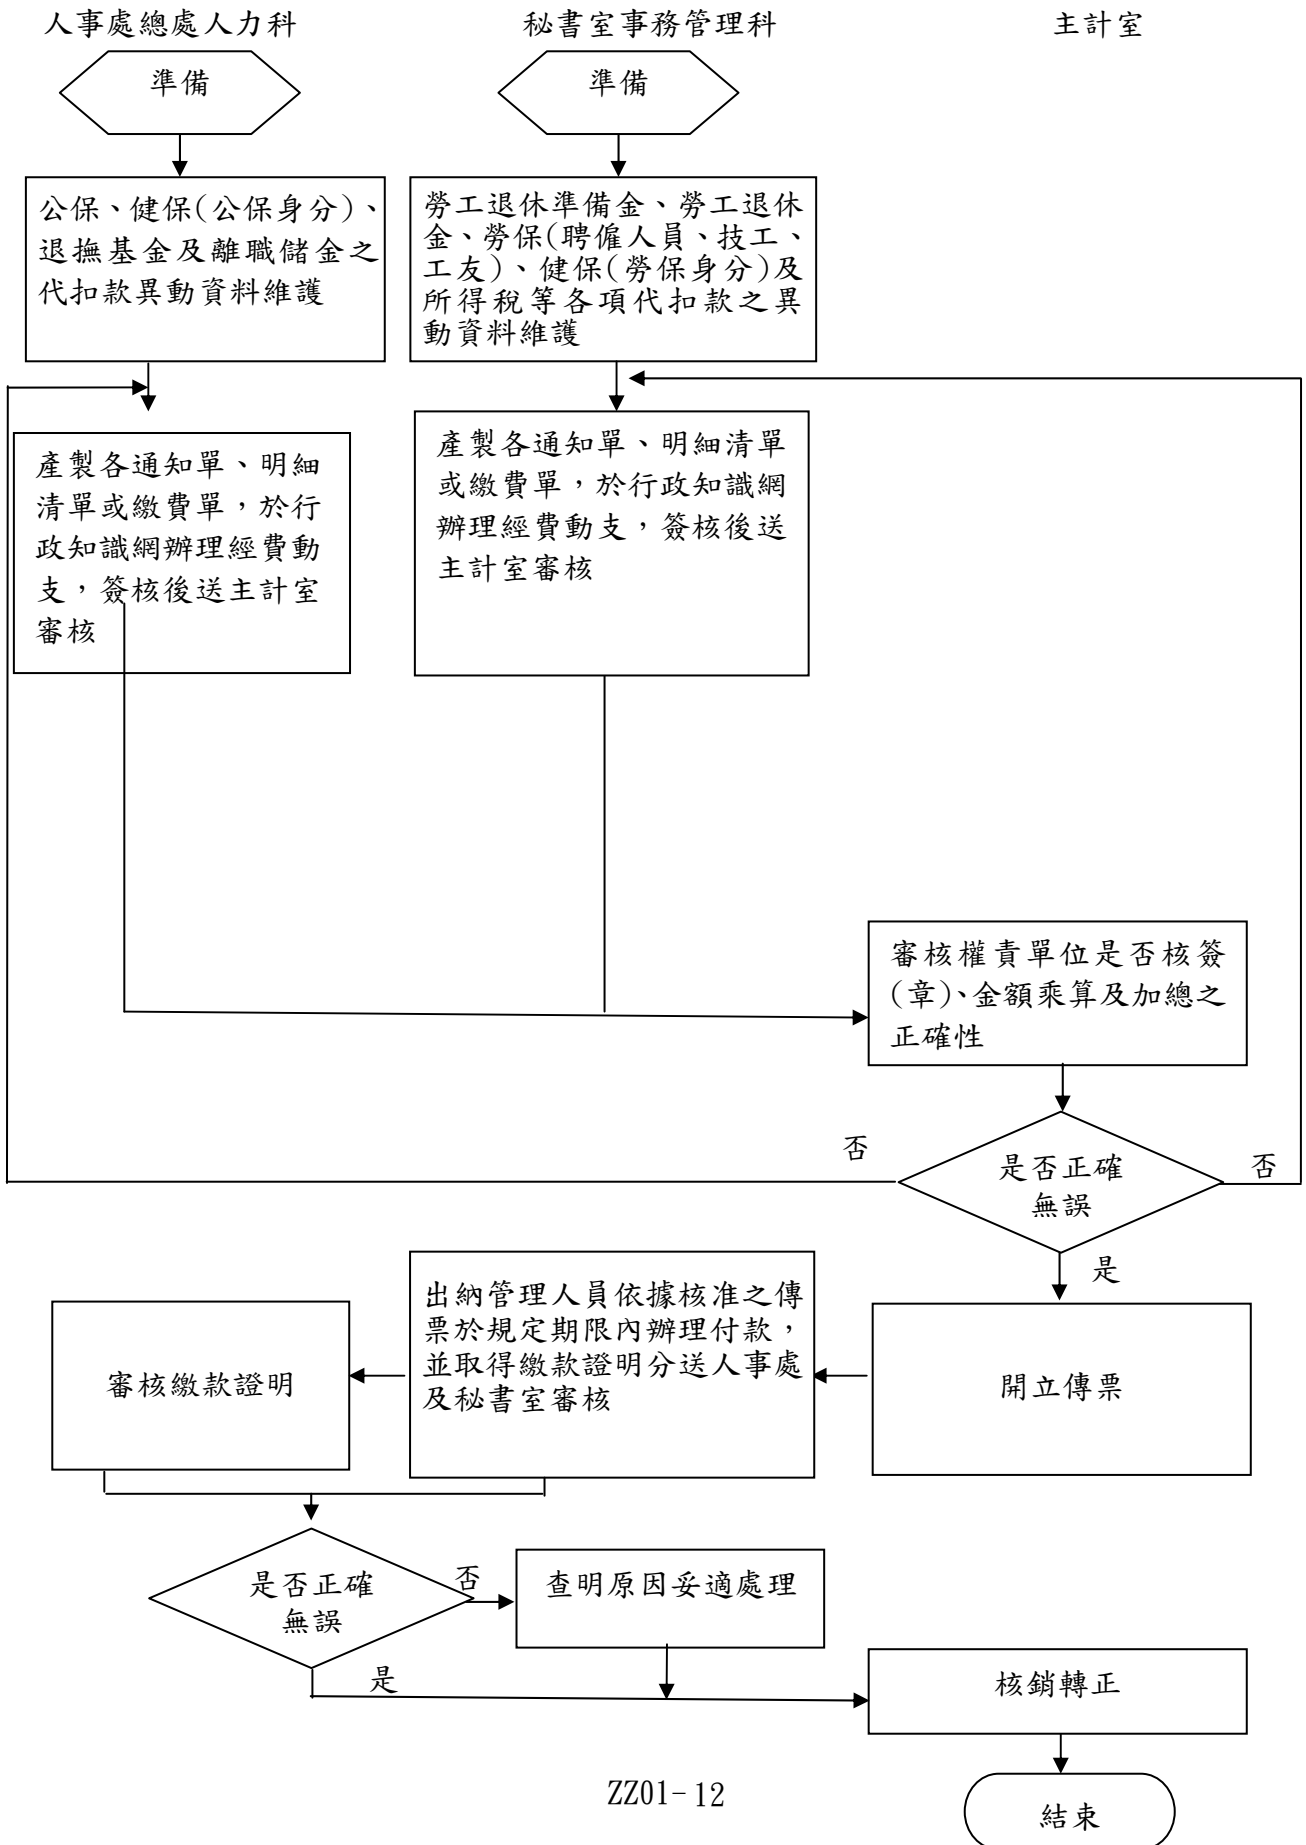 人事處總處人力科
秘書室事務管理科
主計室
準備
準備
公保、健保(公保身分)、
退撫基金及離職儲金之
代扣款異動資料維護
勞工退休準備金、勞工退休
金、勞保(聘僱人員、技工、
工友)、健保(勞保身分)及
所得稅等各項代扣款之異
動資料維護
產製各通知單、明細
清單或繳費單，於行
政知識網辦理經費動
支，簽核後送主計室
審核
產製各通知單、明細清單
或繳費單，於行政知識網
辦理經費動支，簽核後送
主計室審核
審核權責單位是否核簽
(章)、金額乘算及加總之
正確性
否
是否正確
無誤
否
是
審核繳款證明
出納管理人員依據核准之傳
票於規定期限內辦理付款，
並取得繳款證明分送人事處
及秘書室審核
開立傳票
是否正確
無誤
否
查明原因妥適處理
是
核銷轉正
ZZ01-12
結束